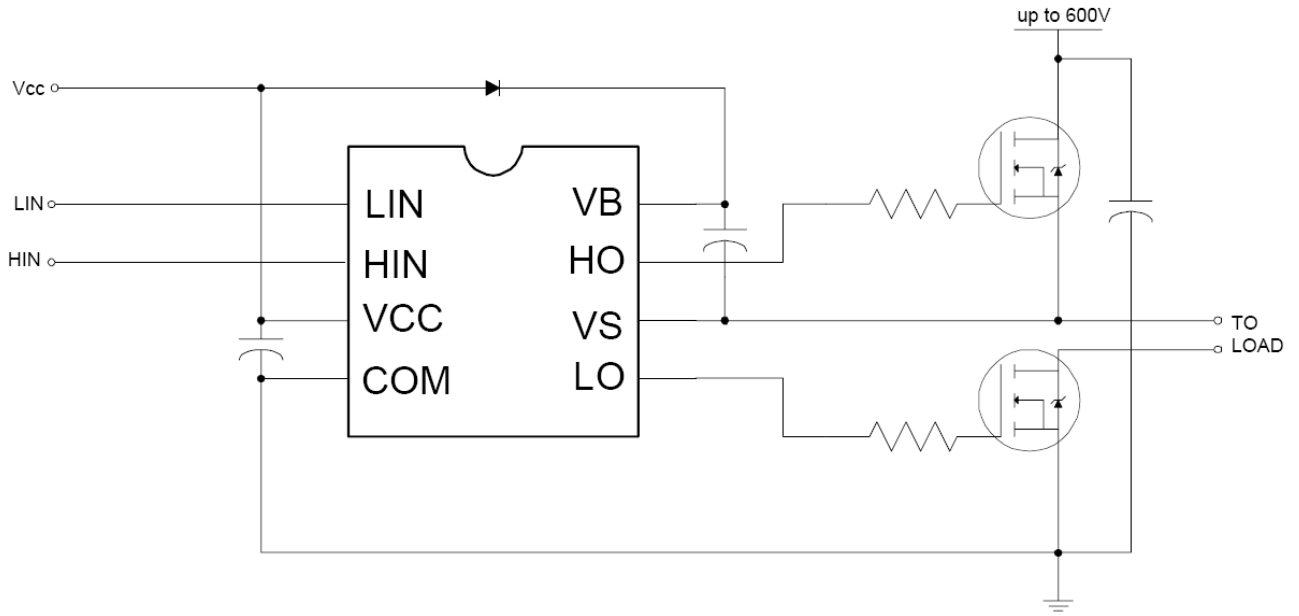 up to 600V
Vcc
LIN
HIN
LIN
HIN
VCC
COM
VB
HO
VS
LO
TO
LOAD